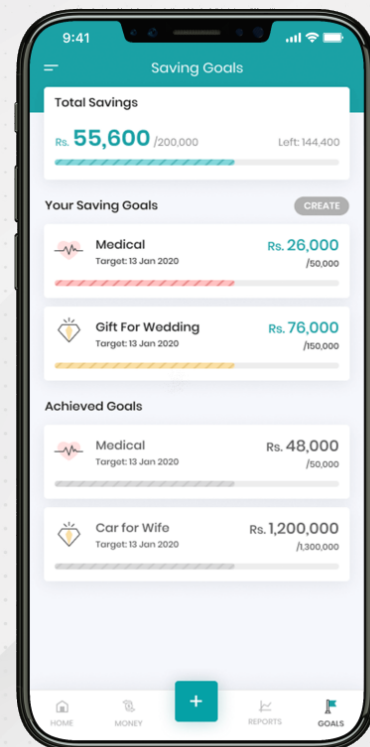 9:41
Saving Goals
Total Savings
Rs. 55,600 /200,000 Left: 144,400
Your Saving Goals CREATE
Medical Rs. 26,000
Target: 13 Jan 2020 /50,000
Gift For Wedding Rs. 76,000
Target: 13 Jan 2020 /150,000
Achieved Goals
Medical Rs. 48,000
Target: 13 Jan 2020 /50,000
Car for Wife Rs. 1,200,000
Target: 13 Jan 2020 /1,300,000
+
HOME MONEY REPORTS GOALS